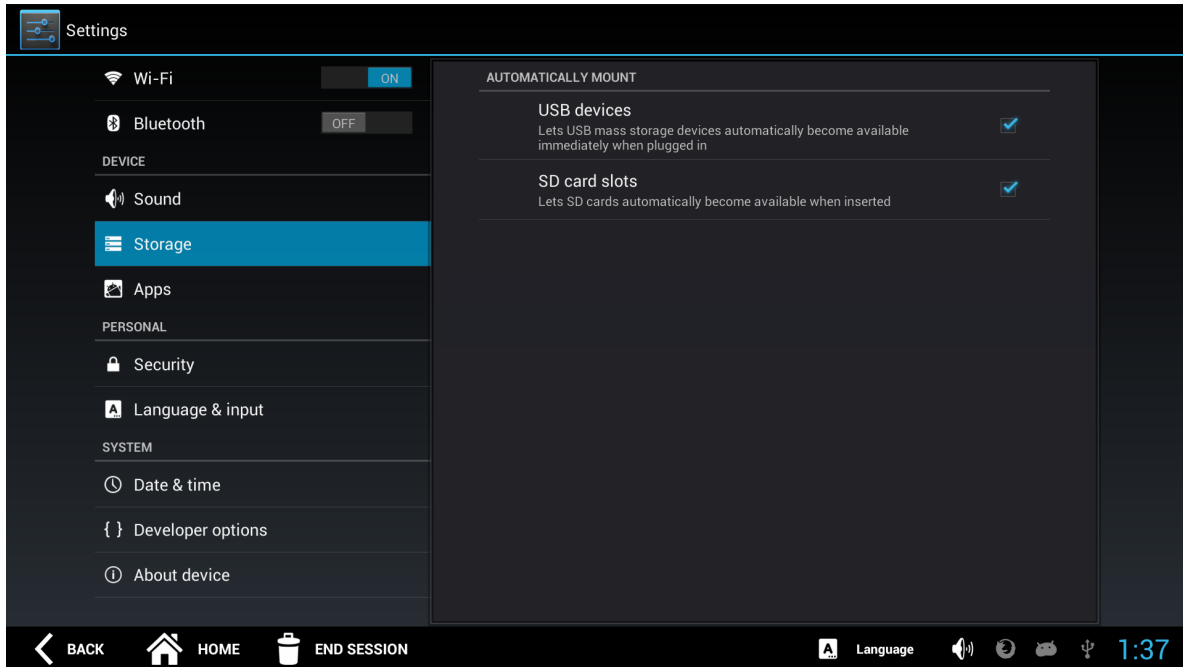 Settings
Wi-Fi
ON
Bluetooth
OFF
DEVICE
Sound
Storage
Apps
PERSONAL
Security
Language & input
SYSTEM
Date & time
{ } Developer options
About device
AUTOMATICALLY MOUNT
USB devices
Lets USB mass storage devices automatically become available
immediately when plugged in
SD card slots
Lets SD cards automatically become available when inserted
BACK
HOME
END SESSION
A
Language
1:37